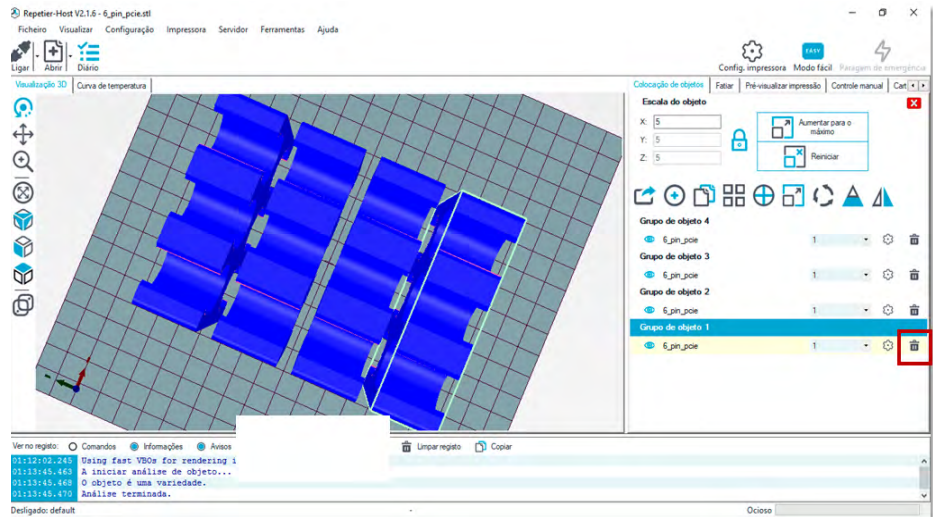 Repetier-Host V2.1.6 - 6_pin_pcie.stl
Ficheiro Visualizar Configuração Impressora Servidor Ferramentas Ajuda
Ligar Abrir Diário
EASY
Config. impressora Modo fácil Paragem de emergência
Visualização 3D Curva de temperatura
Colocação de objetos Fatiar Pré-visualizar impressão Controle manual Cart
Escala do objeto
X: 5
Y: 5
Z: 5
Aumentar para o
máximo
Reiniciar
Grupo de objeto 4
6_pin_pcie 1
Grupo de objeto 3
6_pin_pcie 1
Grupo de objeto 2
6_pin_pcie 1
Grupo de objeto 1
6_pin_pcie 1
Ver no registo: Comandos Informações Avisos Limpar registo Copiar
01:12:02.245 Using fast VBOs for rendering i
01:13:45.463 A iniciar análise de objeto...
01:13:45.468 O objeto é uma variedade.
01:13:45.470 Análise terminada.
Desligado: default - Ocioso